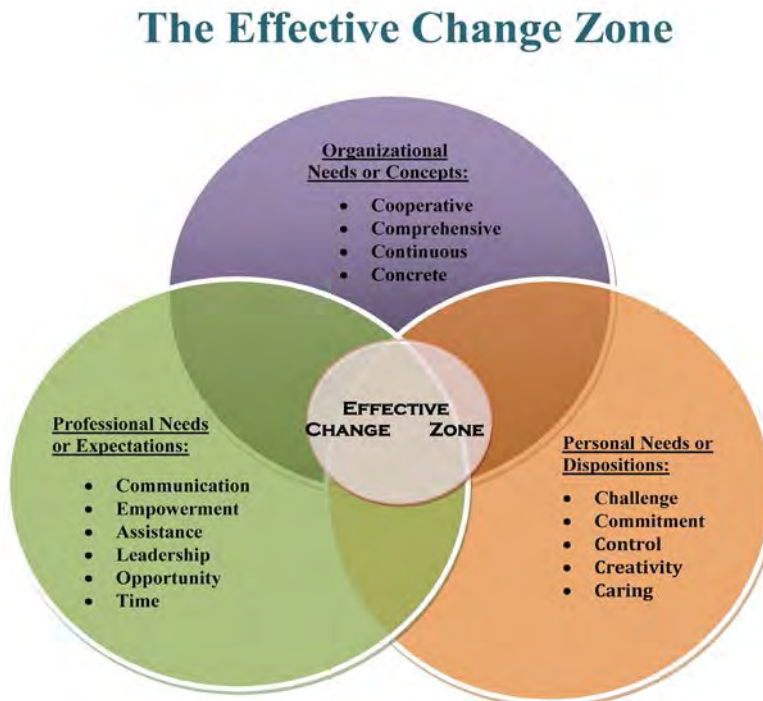 The Effective Change Zone
Organizational
Needs or Concepts:
• Cooperative
• Comprehensive
• Continuous
• Concrete
EFFECTIVE
CHANGE ZONE
Professional Needs
or Expectations:
• Communication
• Empowerment
• Assistance
• Leadership
• Opportunity
• Time
Personal Needs or
Dispositions:
• Challenge
• Commitment
• Control
• Creativity
• Caring